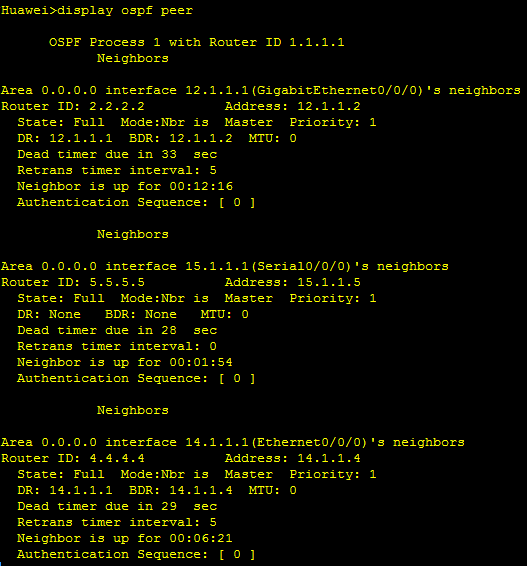 Huawei>display ospf peer
OSPF Process 1 with Router ID 1.1.1.1
Neighbors
Area 0.0.0.0 interface 12.1.1.1(GigabitEthernet0/0/0)'s neighbors
Router ID: 2.2.2.2          Address: 12.1.1.2
State: Full  Mode:Nbr is  Master  Priority: 1
DR: 12.1.1.1  BDR: 12.1.1.2  MTU: 0
Dead timer due in 33  sec
Retrans timer interval: 5
Neighbor is up for 00:12:16
Authentication Sequence: [ 0 ]
Neighbors
Area 0.0.0.0 interface 15.1.1.1(Serial0/0/0)'s neighbors
Router ID: 5.5.5.5          Address: 15.1.1.5
State: Full  Mode:Nbr is  Master  Priority: 1
DR: None   BDR: None   MTU: 0
Dead timer due in 28  sec
Retrans timer interval: 0
Neighbor is up for 00:01:54
Authentication Sequence: [ 0 ]
Neighbors
Area 0.0.0.0 interface 14.1.1.1(Ethernet0/0/0)'s neighbors
Router ID: 4.4.4.4          Address: 14.1.1.4
State: Full  Mode:Nbr is  Master  Priority: 1
DR: 14.1.1.1  BDR: 14.1.1.4  MTU: 0
Dead timer due in 29  sec
Retrans timer interval: 5
Neighbor is up for 00:06:21
Authentication Sequence: [ 0 ]